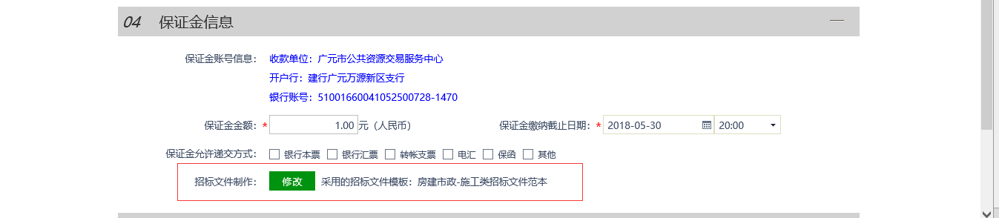 04 保证金信息 —
保证金账号信息： 收款单位：广元市公共资源交易服务中心
开户行：建行广元万源新区支行
银行账号：51001660041052500728-1470
保证金金额：* 1.00 元（人民币） 保证金缴纳截止日期：* 2018-05-30 20:00
保证金允许递交方式： 银行本票 银行汇票 转帐支票 电汇 保函 其他
招标文件制作： 修改 采用的招标文件模板：房建市政-施工类招标文件范本